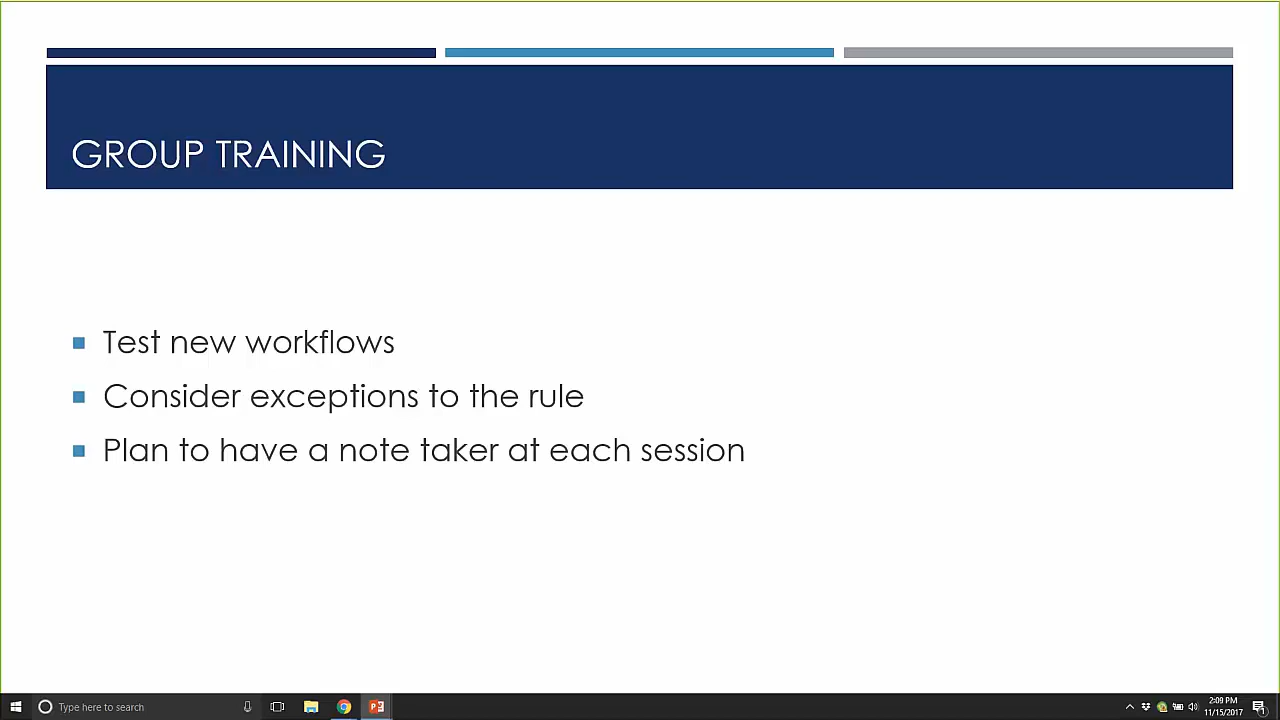 GROUP TRAINING
Test new workflows
Consider exceptions to the rule
Plan to have a note taker at each session
Type here to search
2:09 PM
11/15/2017